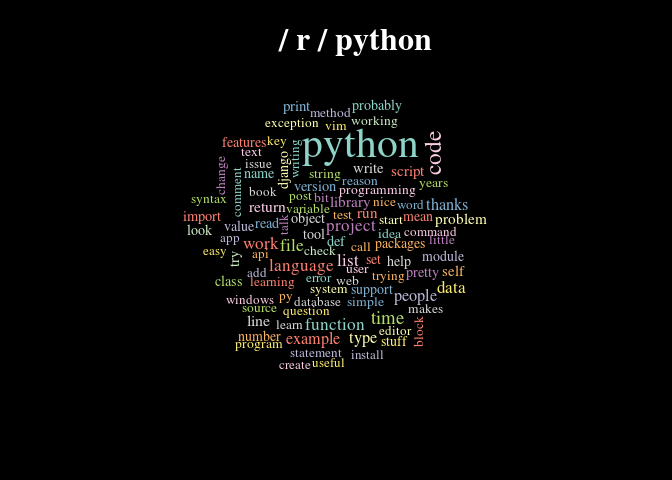 / r / python
print method probably
exception vim working
python code
features key
text
issue
name
change
comment
django
writing
string write script
version reason programming years
book post bit library nice word thanks
syntax return variable
import talk object test run start mean problem
look value read tool project idea command
app def call packages little
easy api work file check
try language list set help module
user
add learning error web trying pretty self
class system support people data
windows py database simple makes
source question
line learn function time editor block
number example type stuff
program
statement install
create useful